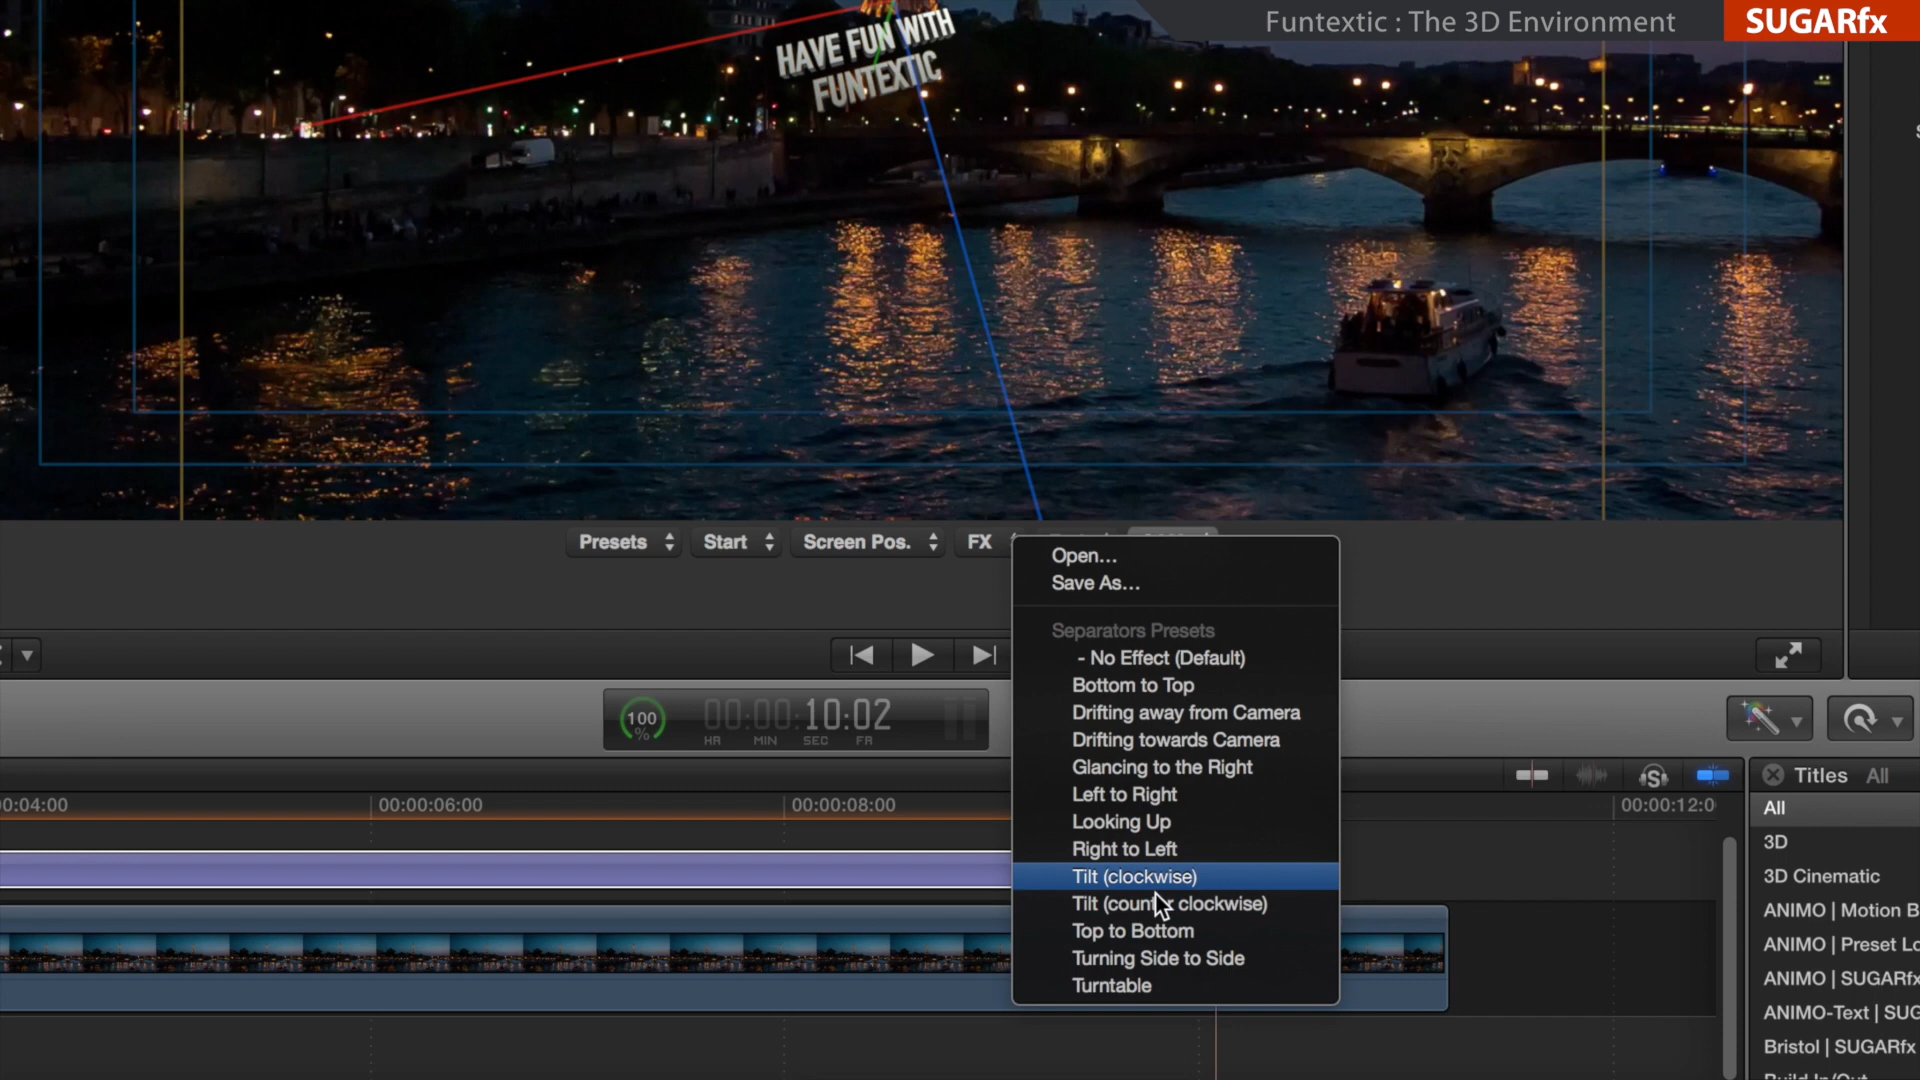 Funtextic : The 3D Environment
SUGARfx
HAVE FUN WITH
FUNTEXTIC
Presets
Start
Screen Pos.
FX
Open...
Save As...
Separators Presets
- No Effect (Default)
Bottom to Top
Drifting away from Camera
Drifting towards Camera
Glancing to the Right
Left to Right
Looking Up
Right to Left
Tilt (clockwise)
Tilt (counter clockwise)
Top to Bottom
Turning Side to Side
Turntable
100
%
00:00:10:02
HR MIN SEC FR
0:04:00
00:00:06:00
00:00:08:00
00:00:12:0
Titles All
All
3D
3D Cinematic
ANIMO | Motion B
ANIMO | Preset Lo
ANIMO | SUGARfx
ANIMO-Text | SUG
Bristol | SUGARfx